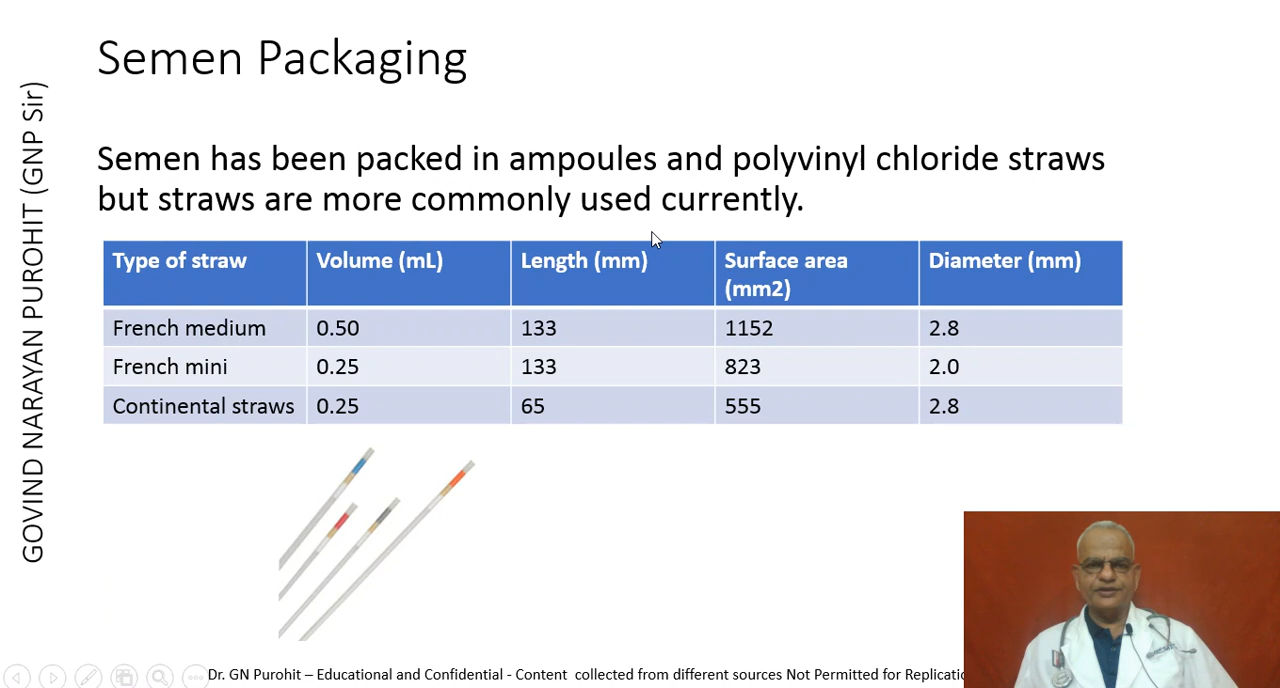 Semen Packaging
GOVIND NARAYAN PUROHIT (GNP Sir)
Semen has been packed in ampoules and polyvinyl chloride straws
but straws are more commonly used currently.
Type of straw Volume (mL) Length (mm) Surface area (mm2) Diameter (mm)
French medium 0.50 133 1152 2.8
French mini 0.25 133 823 2.0
Continental straws 0.25 65 555 2.8
Dr. GN Purohit – Educational and Confidential - Content collected from different sources Not Permitted for Replicatio